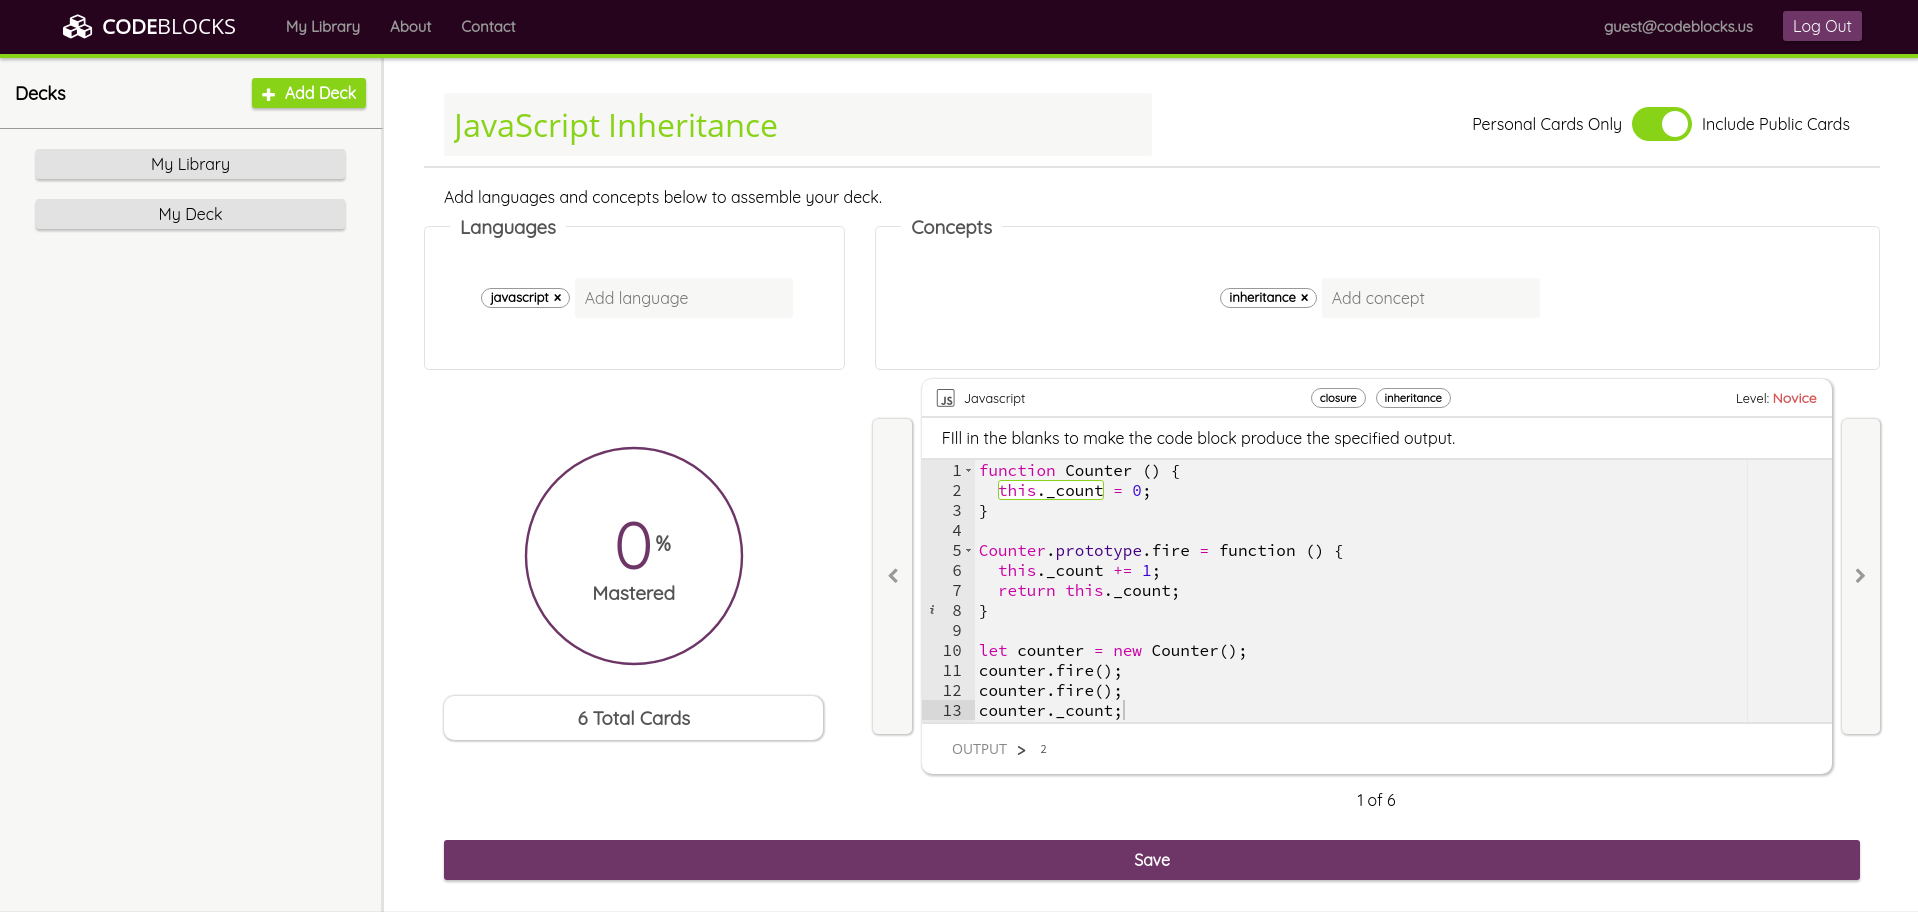 CODEBLOCKS My Library About Contact guest@codeblocks.us Log Out
Decks + Add Deck
My Library
My Deck
JavaScript Inheritance
Personal Cards Only Include Public Cards
Add languages and concepts below to assemble your deck.
Languages
javascript × Add language
Concepts
inheritance × Add concept
0%
Mastered
6 Total Cards
JS Javascript closure inheritance Level: Novice
FIll in the blanks to make the code block produce the specified output.
1 function Counter () {
2   this._count = 0;
3 }
4
5 Counter.prototype.fire = function () {
6   this._count += 1;
7   return this._count;
i 8 }
9
10 let counter = new Counter();
11 counter.fire();
12 counter.fire();
13 counter._count;
OUTPUT > 2
1 of 6
Save